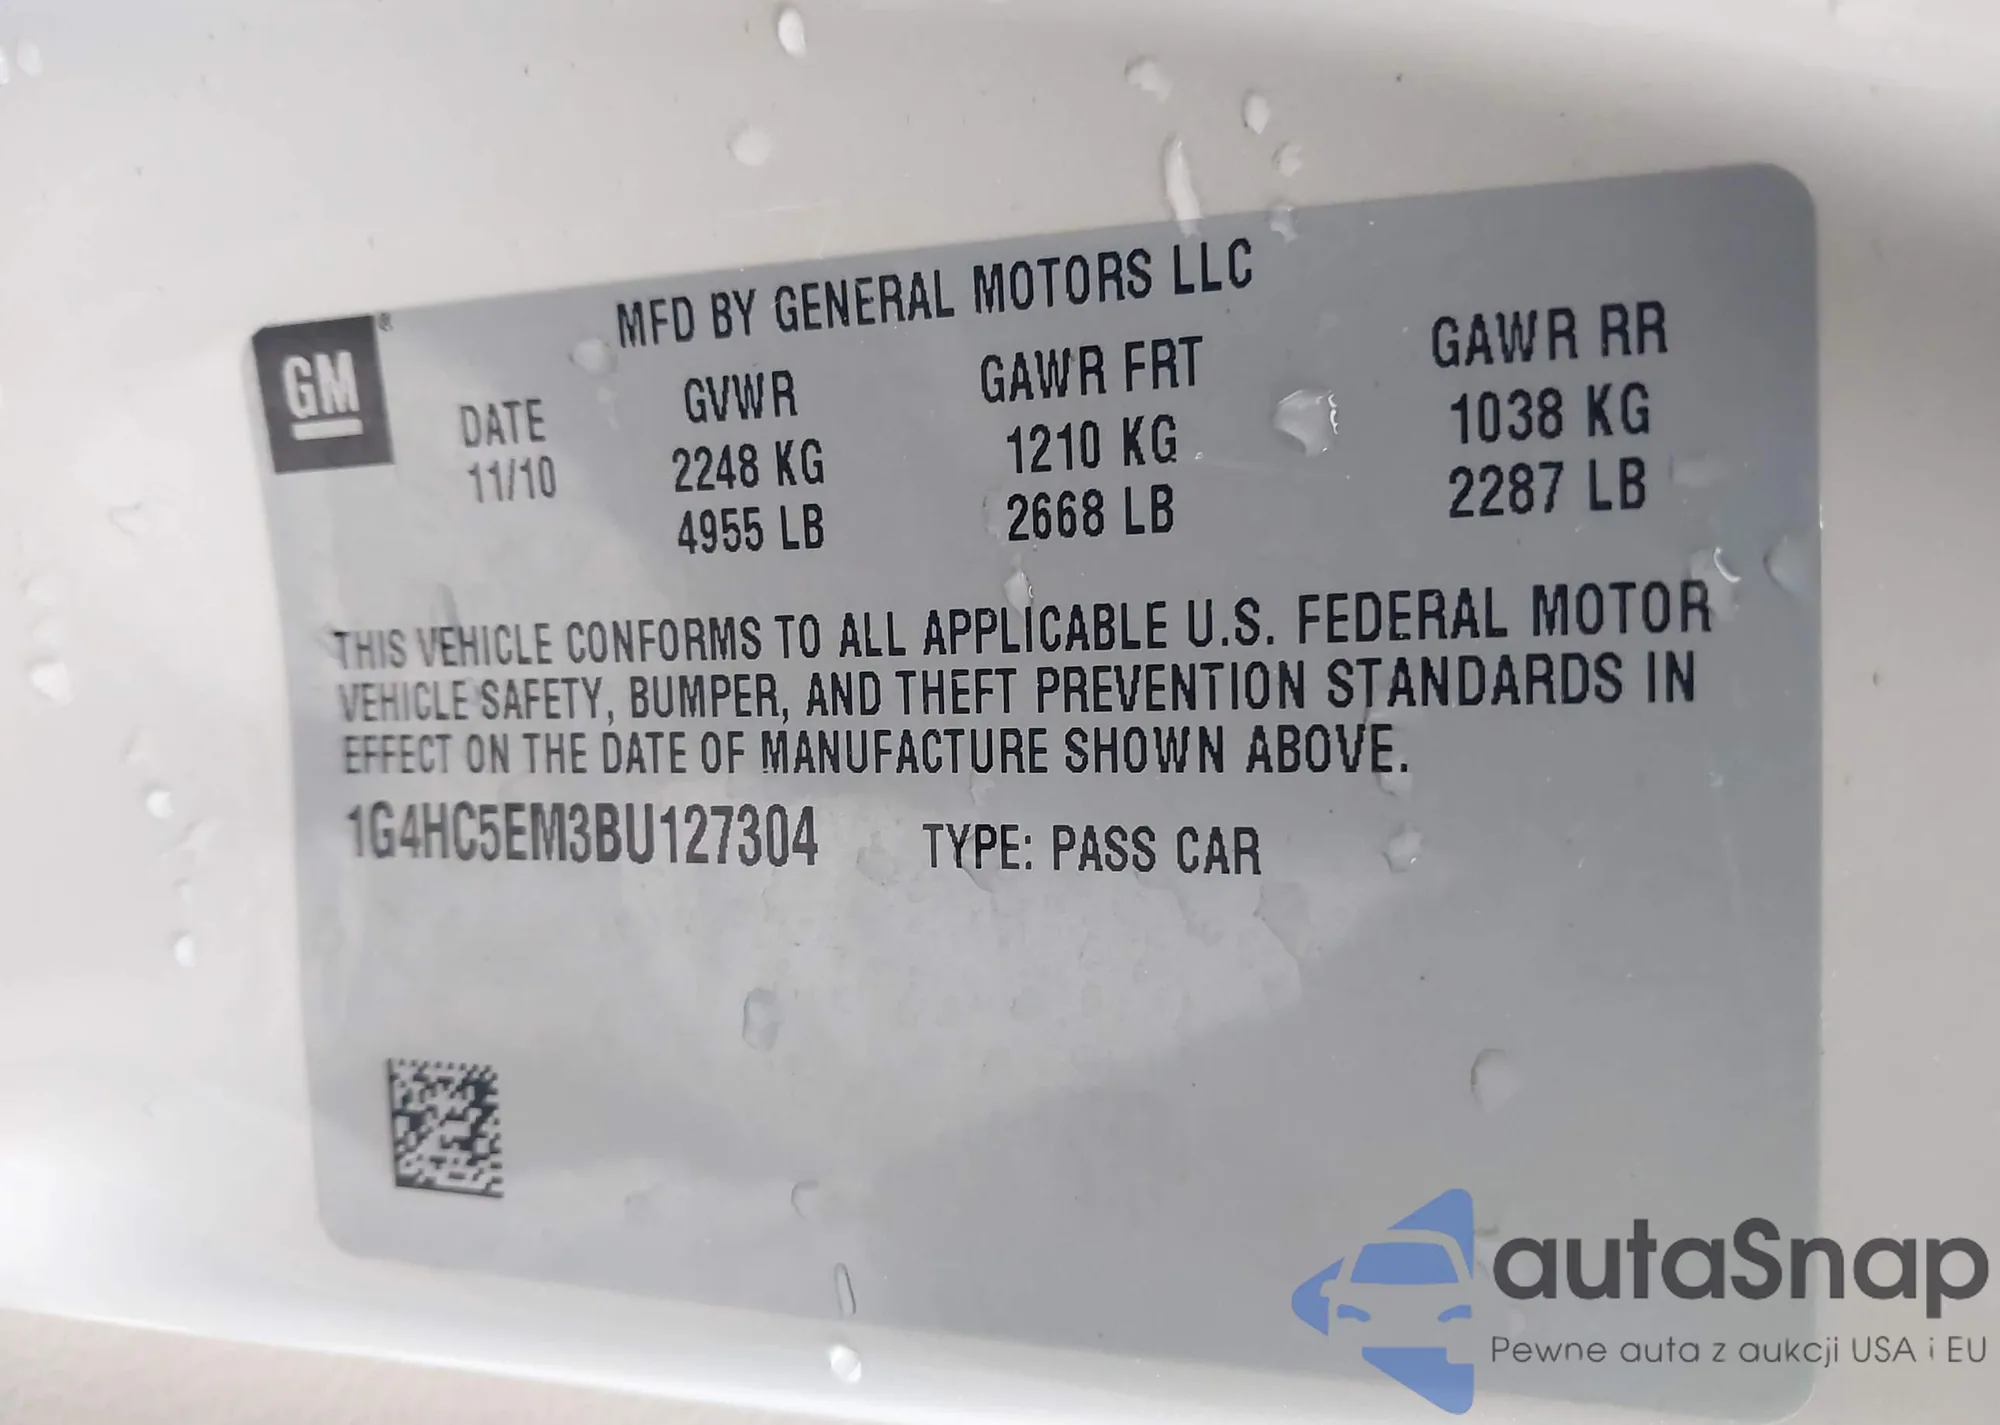 MFD BY GENERAL MOTORS LLC
GM ®
DATE GVWR GAWR FRT GAWR RR
11/10 2248 KG 1210 KG 1038 KG
4955 LB 2668 LB 2287 LB
THIS VEHICLE CONFORMS TO ALL APPLICABLE U.S. FEDERAL MOTOR
VEHICLE SAFETY, BUMPER, AND THEFT PREVENTION STANDARDS IN
EFFECT ON THE DATE OF MANUFACTURE SHOWN ABOVE.
1G4HC5EM3BU127304 TYPE: PASS CAR
autaSnap
Pewne auta z aukcji USA i EU